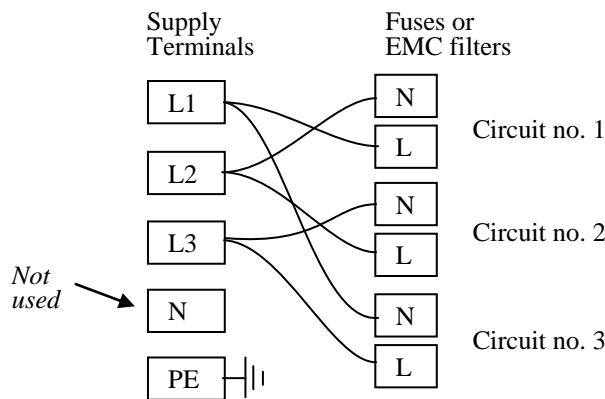 Supply
Terminals
Fuses or
EMC filters
L1
L2
L3
N
PE
Not
used
N
L
Circuit no. 1
N
L
Circuit no. 2
N
L
Circuit no. 3